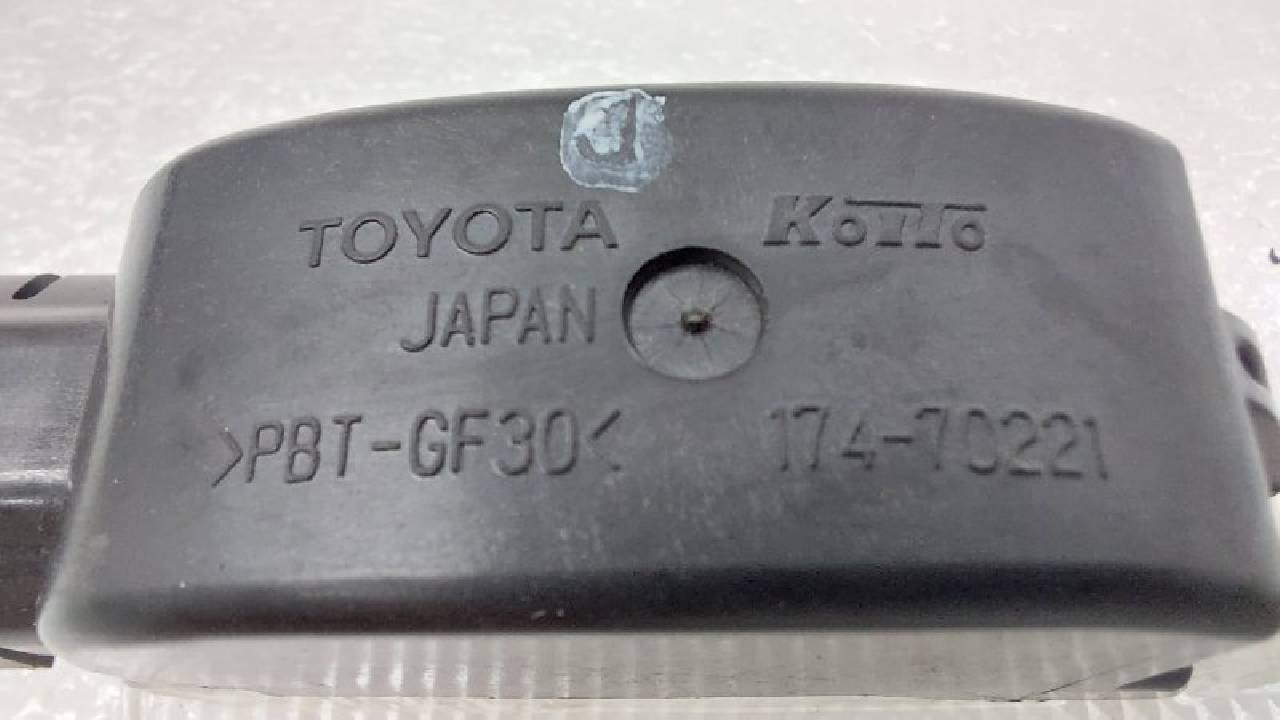 TOYOTA KOITO
JAPAN
>PBT-GF30< 174-70221